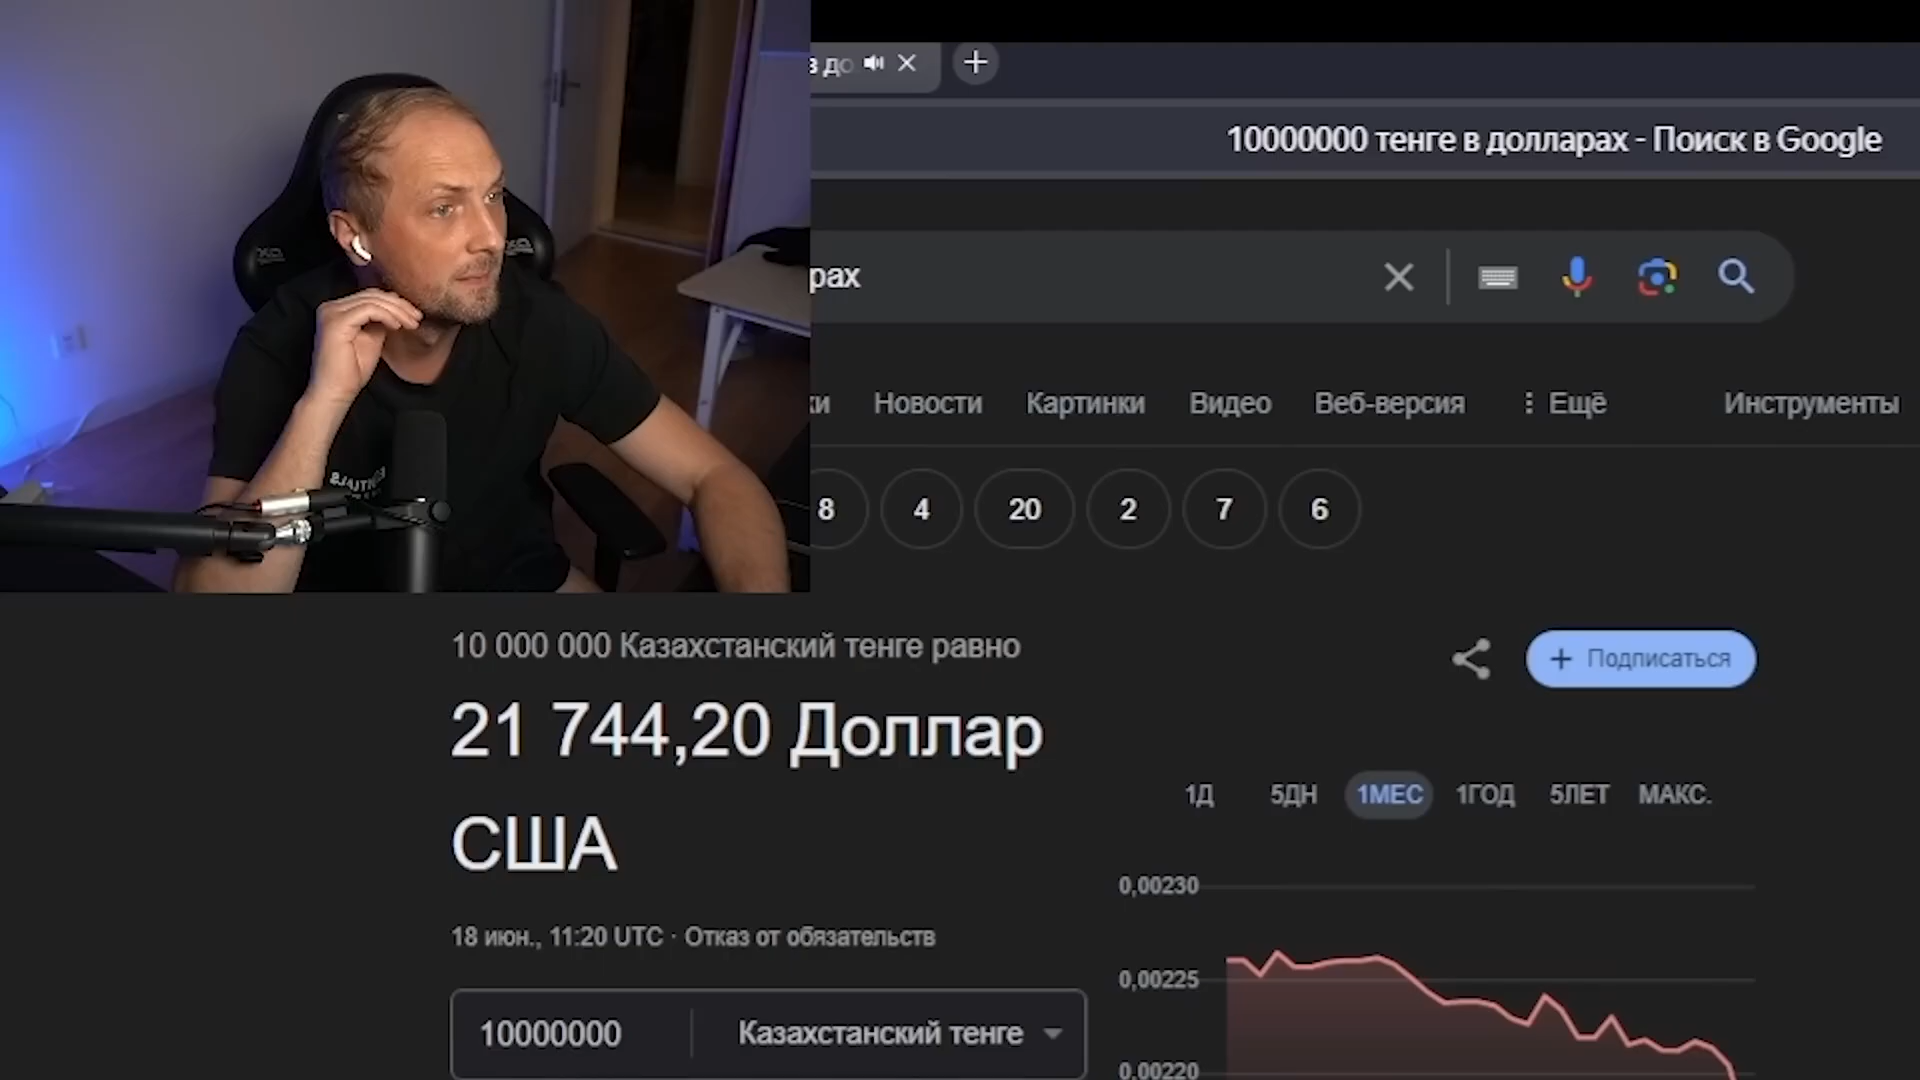 в до
10000000 тенге в долларах - Поиск в Google
рах
ки Новости Картинки Видео Веб-версия Ещё Инструменты
8 4 20 2 7 6
10 000 000 Казахстанский тенге равно
Подписаться
21 744,20 Доллар
США
1Д 5ДН 1МЕС 1ГОД 5ЛЕТ МАКС.
0,00230
18 июн., 11:20 UTC · Отказ от обязательств
0,00225
10000000 Казахстанский тенге
0,00220